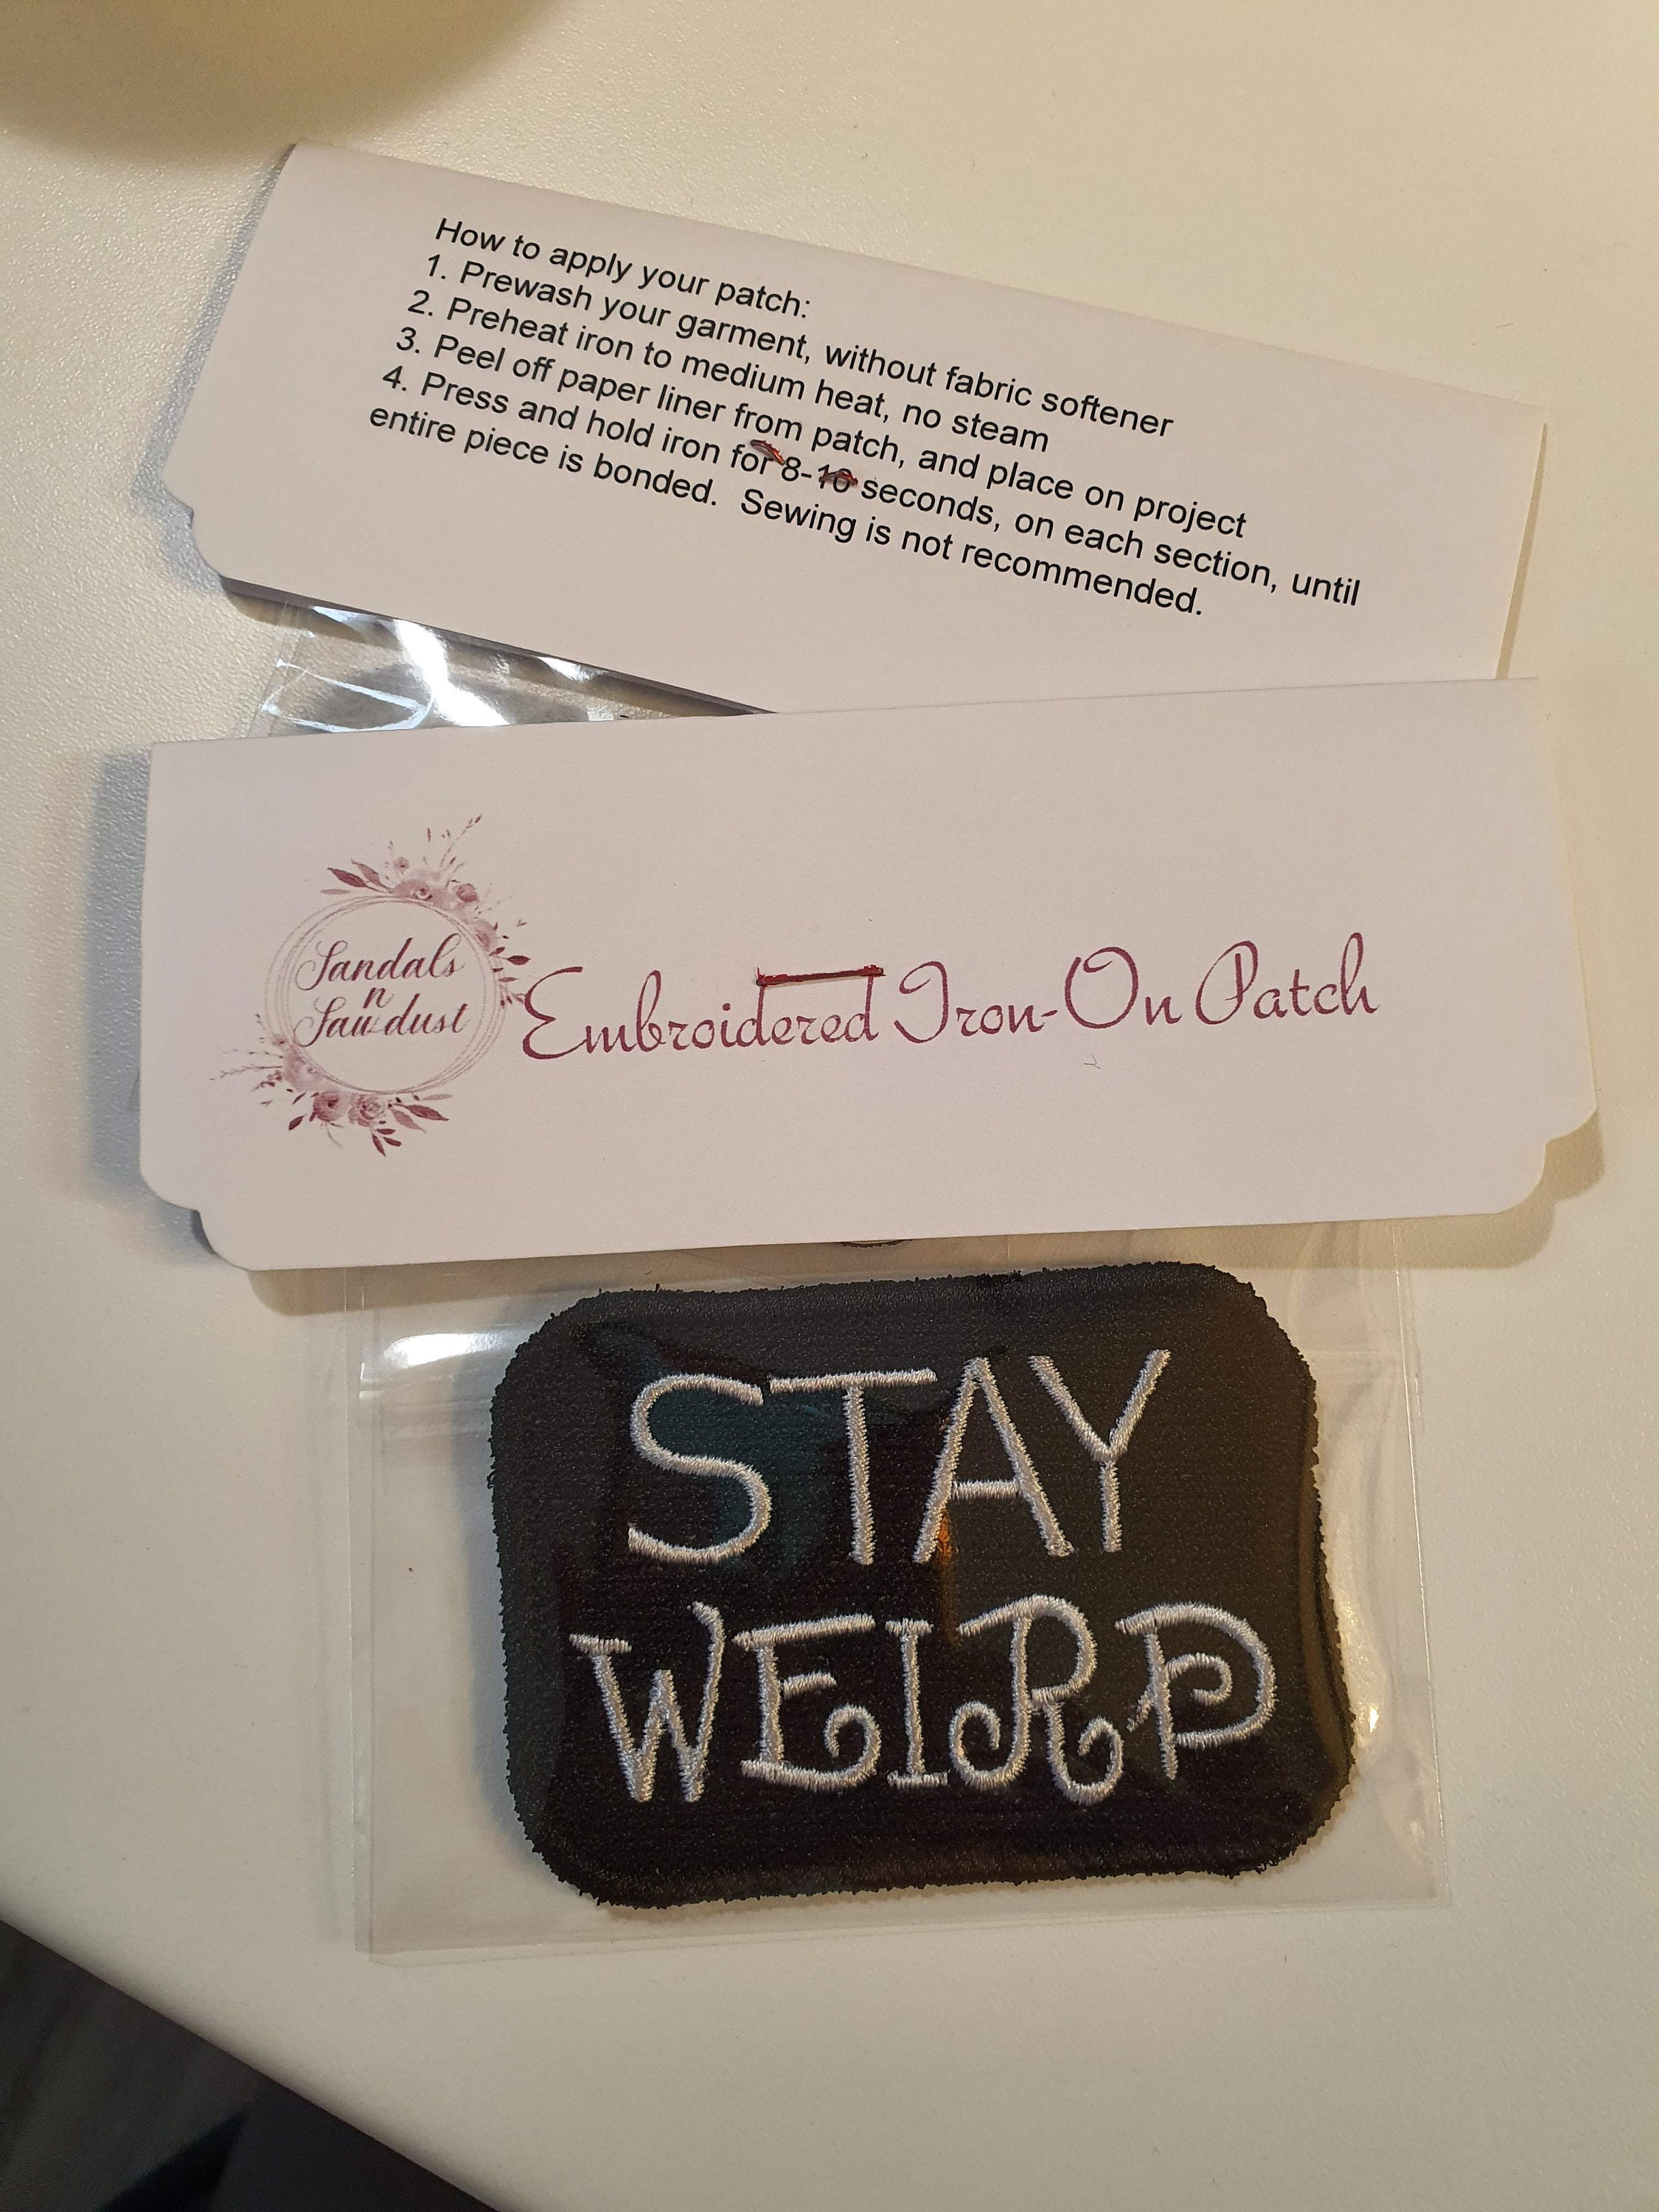 How to apply your patch:
1. Prewash your garment, without fabric softener
2. Preheat iron to medium heat, no steam
3. Peel off paper liner from patch, and place on project
4. Press and hold iron for 8-10 seconds, on each section, until
entire piece is bonded.  Sewing is not recommended.
Sandals
n
Sawdust
Embroidered Iron-On Patch
STAY
WEIRD